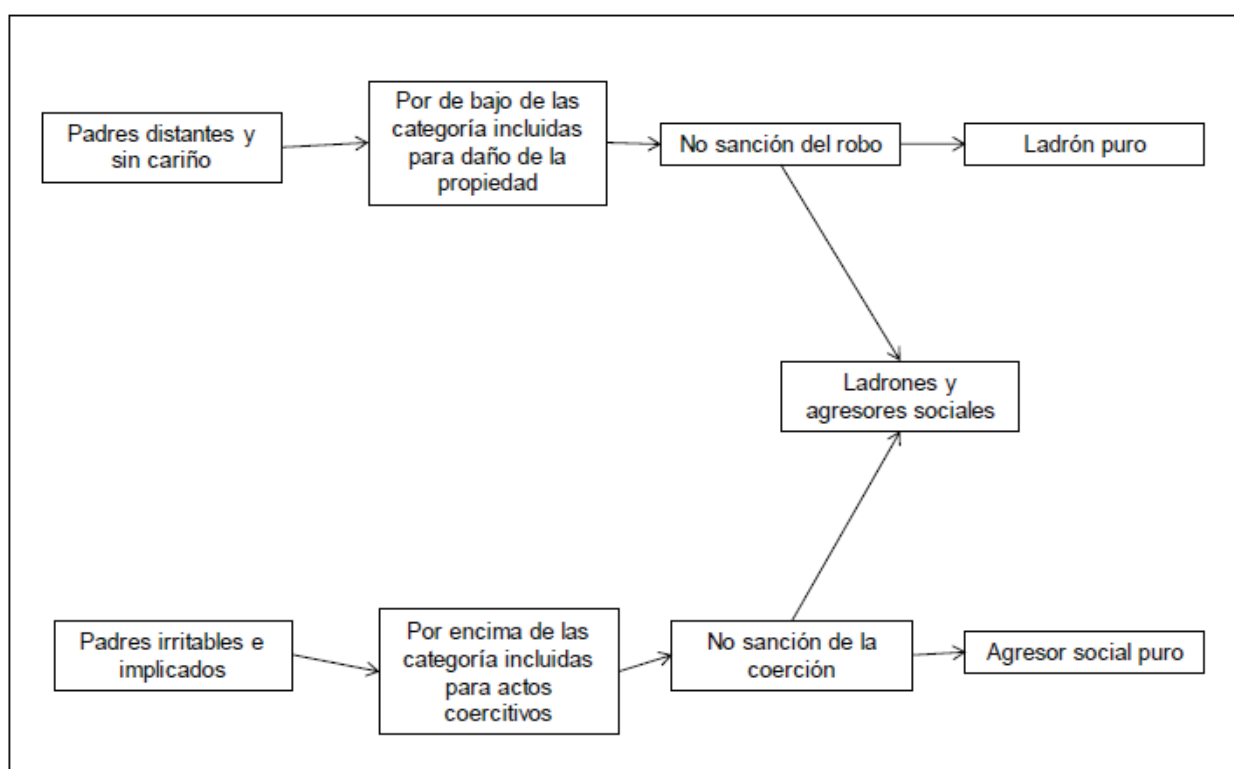 Padres distantes y
sin cariño
Por de bajo de las
categoría incluidas
para daño de la
propiedad
No sanción del robo
Ladrón puro
Ladrones y
agresores sociales
Padres irritables e
implicados
Por encima de las
categoría incluidas
para actos
coercitivos
No sanción de la
coerción
Agresor social puro